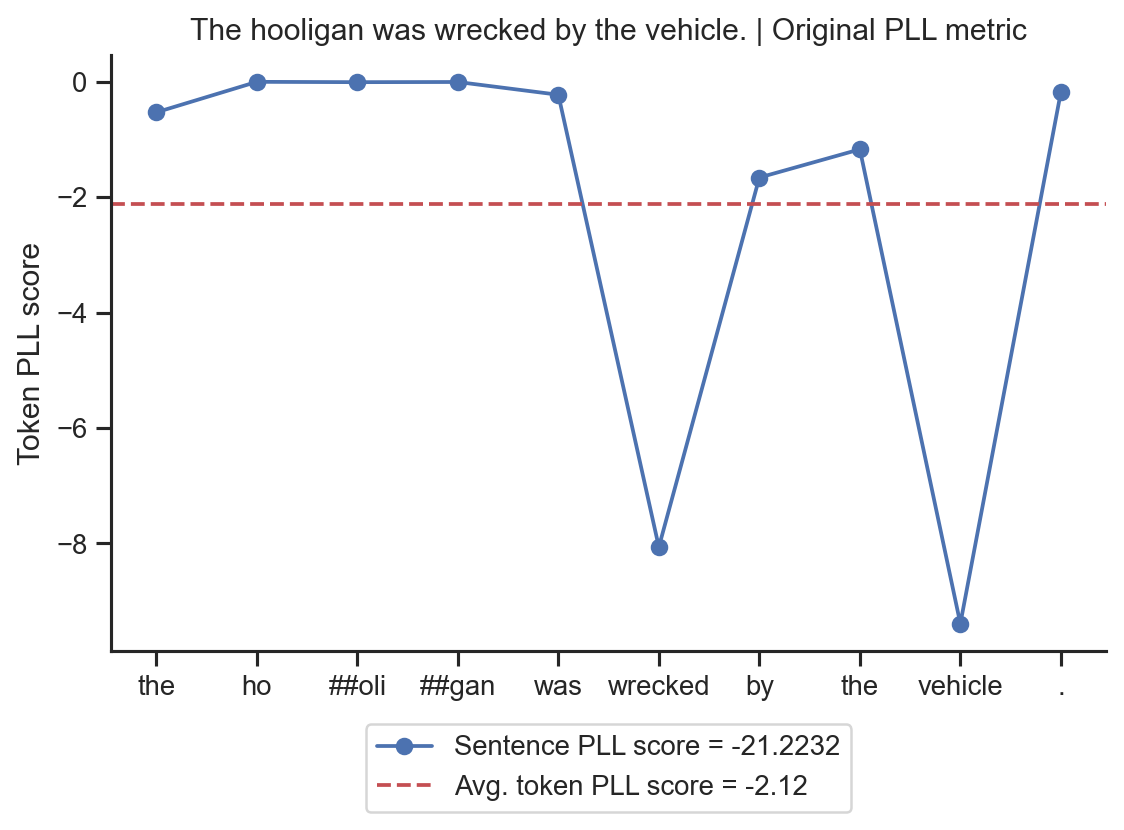 The hooligan was wrecked by the vehicle. | Original PLL metric
0
−2
−4
−6
−8
Token PLL score
the ho ##oli ##gan was wrecked by the vehicle .
Sentence PLL score = -21.2232
Avg. token PLL score = -2.12